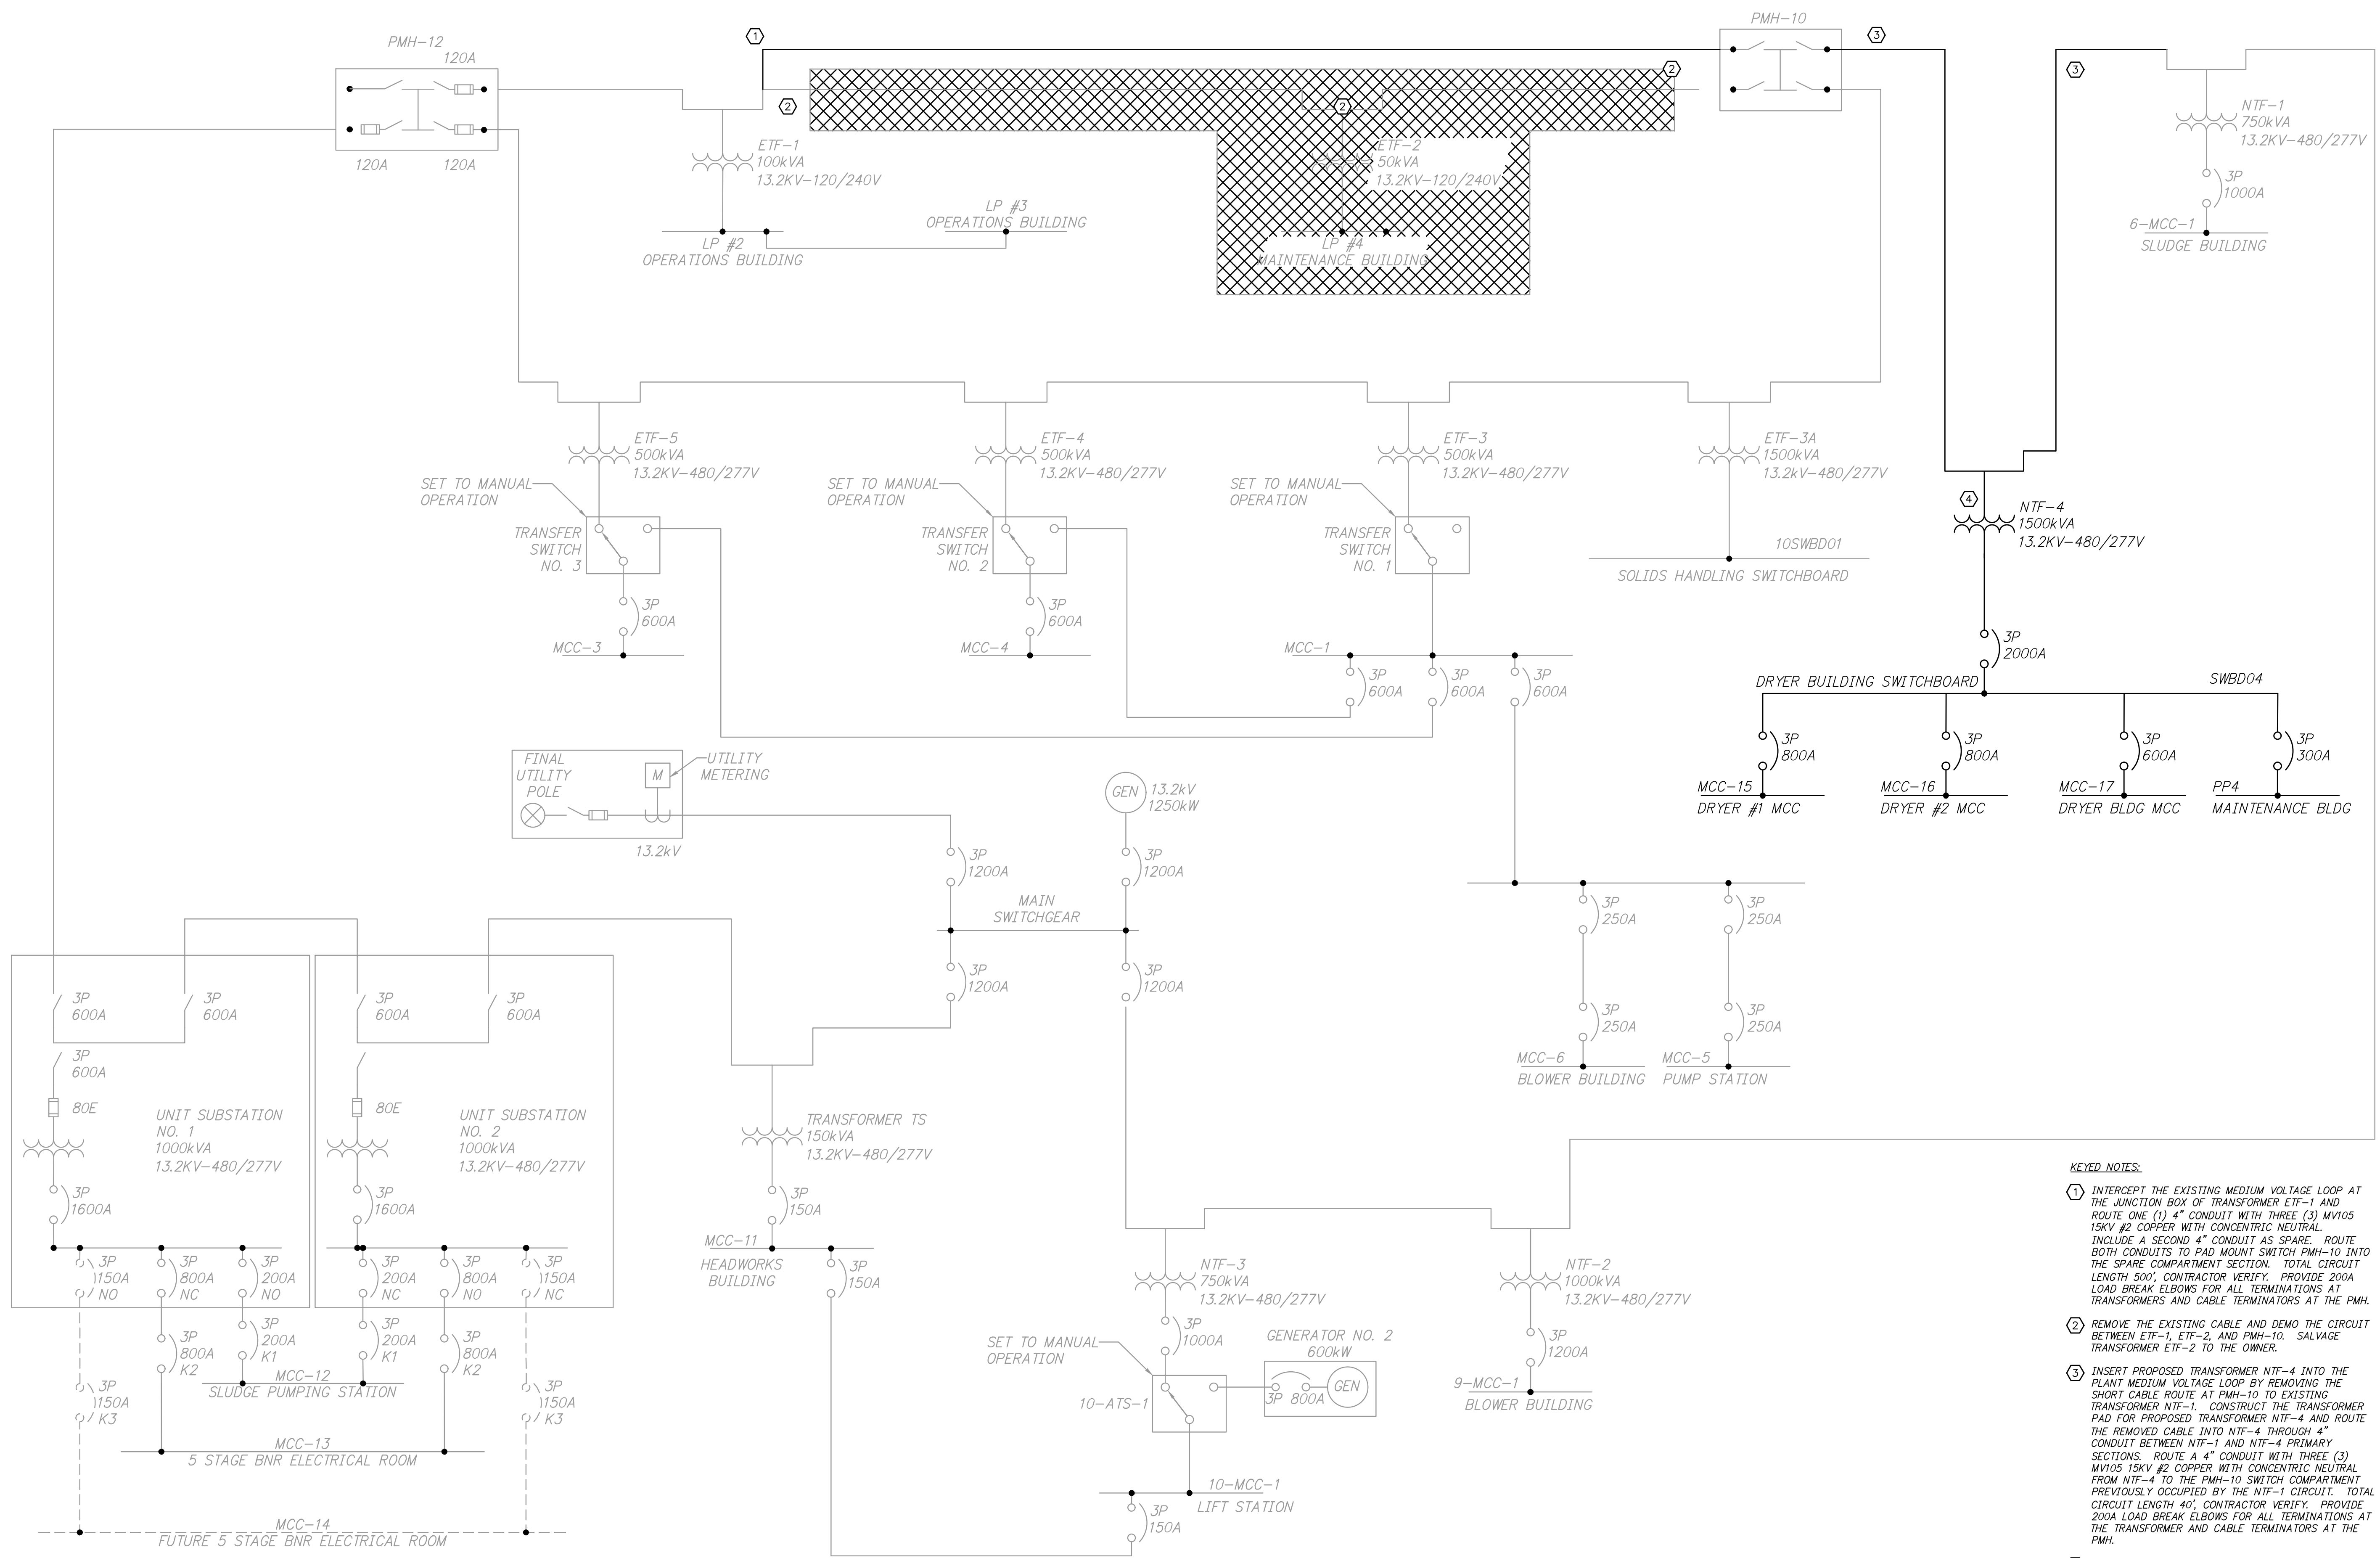 PMH-12
120A
120A
120A
1
PMH-10
3
2
2
2
3
ETF-1
100kVA
13.2KV-120/240V
LP #2
OPERATIONS BUILDING
LP #3
OPERATIONS BUILDING
ETF-2
50kVA
13.2KV-120/240V
LP #4
MAINTENANCE BUILDING
NTF-1
750kVA
13.2KV-480/277V
3P
1000A
6-MCC-1
SLUDGE BUILDING
ETF-5
500kVA
13.2KV-480/277V
SET TO MANUAL
OPERATION
TRANSFER
SWITCH
NO. 3
3P
600A
MCC-3
ETF-4
500kVA
13.2KV-480/277V
SET TO MANUAL
OPERATION
TRANSFER
SWITCH
NO. 2
3P
600A
MCC-4
ETF-3
500kVA
13.2KV-480/277V
SET TO MANUAL
OPERATION
TRANSFER
SWITCH
NO. 1
MCC-1
3P
600A
3P
600A
3P
600A
ETF-3A
1500kVA
13.2kV-480/277V
10SWBD01
SOLIDS HANDLING SWITCHBOARD
4
NTF-4
1500kVA
13.2KV-480/277V
3P
2000A
DRYER BUILDING SWITCHBOARD
SWBD04
3P
800A
MCC-15
DRYER #1 MCC
3P
800A
MCC-16
DRYER #2 MCC
3P
600A
MCC-17
DRYER BLDG MCC
3P
300A
PP4
MAINTENANCE BLDG
FINAL
UTILITY
POLE
M
UTILITY
METERING
13.2kV
GEN
13.2kV
1250kW
3P
1200A
3P
1200A
MAIN
SWITCHGEAR
3P
1200A
3P
1200A
3P
250A
3P
250A
3P
250A
3P
250A
MCC-6
BLOWER BUILDING
MCC-5
PUMP STATION
3P
600A
3P
600A
3P
600A
80E
UNIT SUBSTATION
NO. 1
1000kVA
13.2KV-480/277V
3P
1600A
3P
150A
NO
3P
800A
NC
3P
200A
NO
3P
600A
3P
600A
80E
UNIT SUBSTATION
NO. 2
1000kVA
13.2KV-480/277V
3P
1600A
3P
200A
NC
3P
800A
NO
3P
150A
NC
3P
800A
K2
3P
200A
K1
3P
200A
K1
3P
800A
K2
MCC-12
SLUDGE PUMPING STATION
3P
150A
K3
3P
150A
K3
MCC-13
5 STAGE BNR ELECTRICAL ROOM
MCC-14
FUTURE 5 STAGE BNR ELECTRICAL ROOM
TRANSFORMER TS
150kVA
13.2KV-480/277V
3P
150A
MCC-11
HEADWORKS
BUILDING
3P
150A
NTF-3
750kVA
13.2KV-480/277V
3P
1000A
SET TO MANUAL
OPERATION
10-ATS-1
GENERATOR NO. 2
600kW
3P 800A
GEN
10-MCC-1
LIFT STATION
3P
150A
NTF-2
1000kVA
13.2KV-480/277V
3P
1200A
9-MCC-1
BLOWER BUILDING
KEYED NOTES:
1 INTERCEPT THE EXISTING MEDIUM VOLTAGE LOOP AT
THE JUNCTION BOX OF TRANSFORMER ETF-1 AND
ROUTE ONE (1) 4" CONDUIT WITH THREE (3) MV105
15KV #2 COPPER WITH CONCENTRIC NEUTRAL.
INCLUDE A SECOND 4" CONDUIT AS SPARE. ROUTE
BOTH CONDUITS TO PAD MOUNT SWITCH PMH-10 INTO
THE SPARE COMPARTMENT SECTION. TOTAL CIRCUIT
LENGTH 500', CONTRACTOR VERIFY. PROVIDE 200A
LOAD BREAK ELBOWS FOR ALL TERMINATIONS AT
TRANSFORMERS AND CABLE TERMINATORS AT THE PMH.
2 REMOVE THE EXISTING CABLE AND DEMO THE CIRCUIT
BETWEEN ETF-1, ETF-2, AND PMH-10. SALVAGE
TRANSFORMER ETF-2 TO THE OWNER.
3 INSERT PROPOSED TRANSFORMER NTF-4 INTO THE
PLANT MEDIUM VOLTAGE LOOP BY REMOVING THE
SHORT CABLE ROUTE AT PMH-10 TO EXISTING
TRANSFORMER NTF-1. CONSTRUCT THE TRANSFORMER
PAD FOR PROPOSED TRANSFORMER NTF-4 AND ROUTE
THE REMOVED CABLE INTO NTF-4 THROUGH 4"
CONDUIT BETWEEN NTF-1 AND NTF-4 PRIMARY
SECTIONS. ROUTE A 4" CONDUIT WITH THREE (3)
MV105 15KV #2 COPPER WITH CONCENTRIC NEUTRAL
FROM NTF-4 TO THE PMH-10 SWITCH COMPARTMENT
PREVIOUSLY OCCUPIED BY THE NTF-1 CIRCUIT. TOTAL
CIRCUIT LENGTH 40', CONTRACTOR VERIFY. PROVIDE
200A LOAD BREAK ELBOWS FOR ALL TERMINATIONS AT
THE TRANSFORMER AND CABLE TERMINATORS AT THE
PMH.